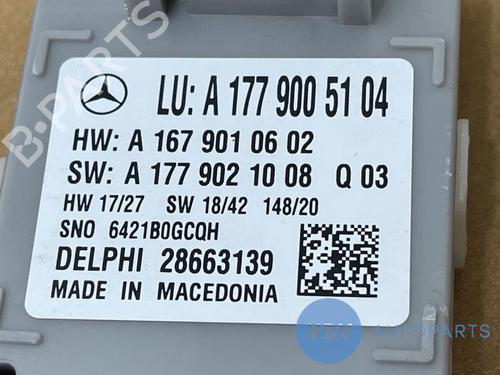 LU: A 177 900 51 04
HW: A 167 901 06 02
SW: A 177 902 10 08 Q 03
HW 17/27 SW 18/42 148/20
SNO 6421B0GCQH
DELPHI 28663139
MADE IN MACEDONIA
B-PARTS
VDV AUTOPARTS